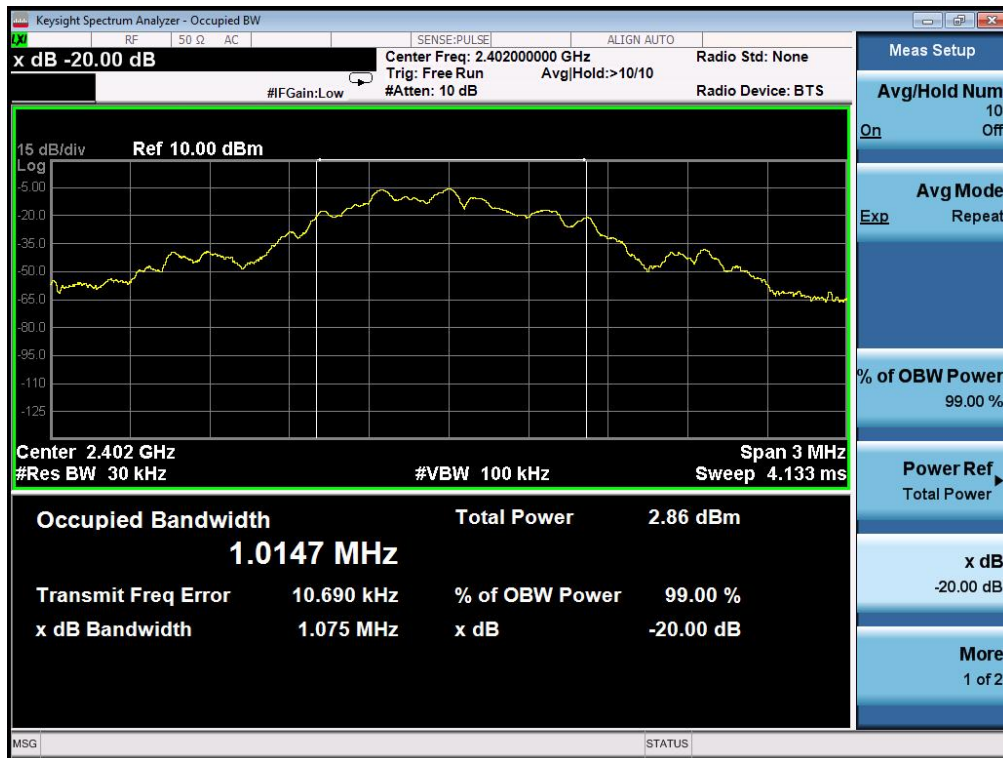 Keysight Spectrum Analyzer - Occupied BW
LXI RF 50 Ω AC SENSE:PULSE ALIGN AUTO
x dB -20.00 dB
Center Freq: 2.402000000 GHz Radio Std: None
Trig: Free Run Avg|Hold:>10/10
#IFGain:Low #Atten: 10 dB Radio Device: BTS
15 dB/div Ref 10.00 dBm
Log
-5.00
-20.0
-35.0
-50.0
-65.0
-80.0
-95.0
-110
-125
Center 2.402 GHz Span 3 MHz
#Res BW 30 kHz #VBW 100 kHz Sweep 4.133 ms
Occupied Bandwidth Total Power 2.86 dBm
1.0147 MHz
Transmit Freq Error 10.690 kHz % of OBW Power 99.00 %
x dB Bandwidth 1.075 MHz x dB -20.00 dB
MSG STATUS
Meas Setup
Avg/Hold Num
10
On Off
Avg Mode
Exp Repeat
% of OBW Power
99.00 %
Power Ref
Total Power
x dB
-20.00 dB
More
1 of 2